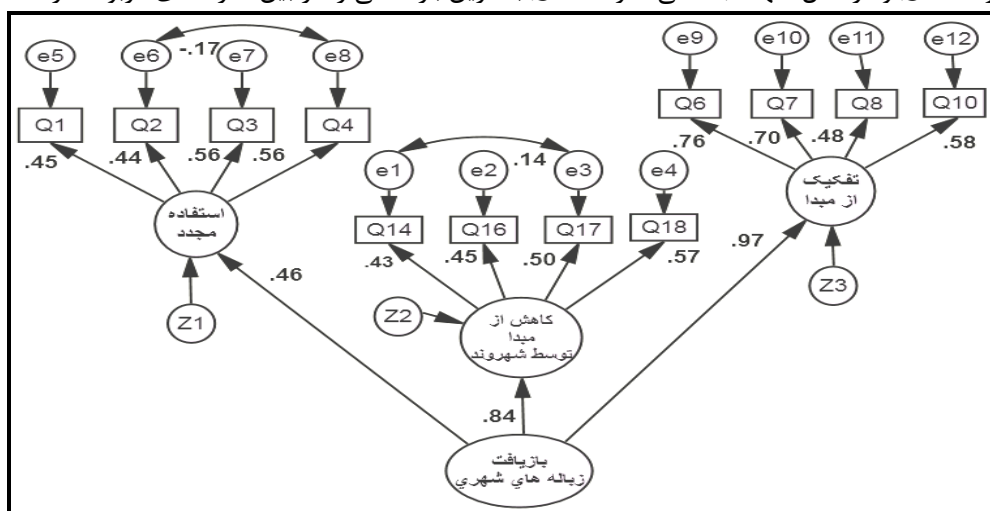 e5 e6 -.17 e7 e8
Q1 Q2 Q3 Q4
.45 .44 .56 .56
استفاده
مجدد
Z1
.46
e1 .14 e2 e3 e4
Q14 Q16 Q17 Q18
.43 .45 .50 .57
Z2
کاهش از
مبدا
توسط شهروند
.84
e9 e10 e11 e12
Q6 Q7 Q8 Q10
.76 .70 .48 .58
تفکیک
از مبدا
Z3
.97
بازیافت
زباله هاي شهري